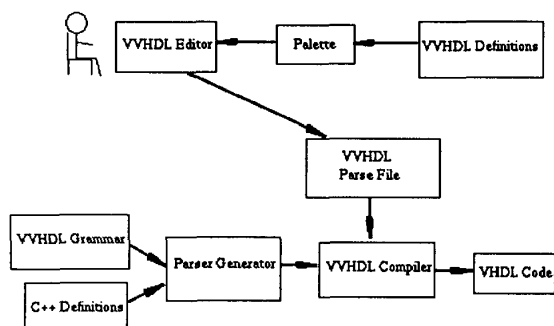 VVHDL Editor
Palette
VVHDL Definitions
VVHDL
Parse File
VVHDL Grammar
Parser Generator
VVHDL Compiler
VHDL Code
C++ Definitions